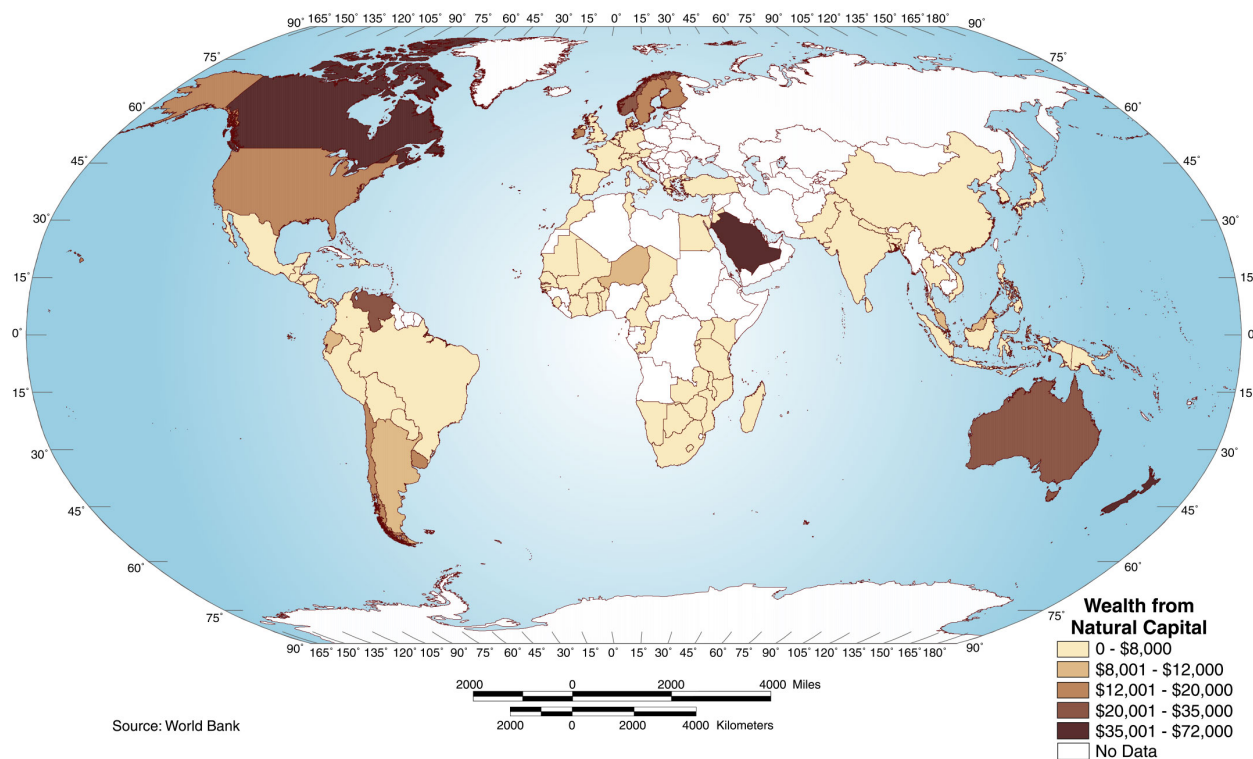 90° 165° 150° 135° 120° 105° 90° 75° 60° 45° 30° 15° 0° 15° 30° 45° 60° 75° 90° 105° 120° 135° 150° 165° 180° 90°
75° 75°
60° 60°
45° 45°
30° 30°
15° 15°
0° 0
15° 15
30° 30°
45° 45°
60° 60°
75° 75°
90° 165 150° 135° 120° 105° 90° 75° 60° 45° 30° 15° 0° 15° 30° 45° 60° 75° 90° 105° 120° 135° 150° 165° 180° 90°
Wealth from
Natural Capital
0 - $8,000
$8,001 - $12,000
$12,001 - $20,000
$20,001 - $35,000
$35,001 - $72,000
No Data
2000 0 2000 4000 Miles
2000 0 2000 4000 Kilometers
Source: World Bank